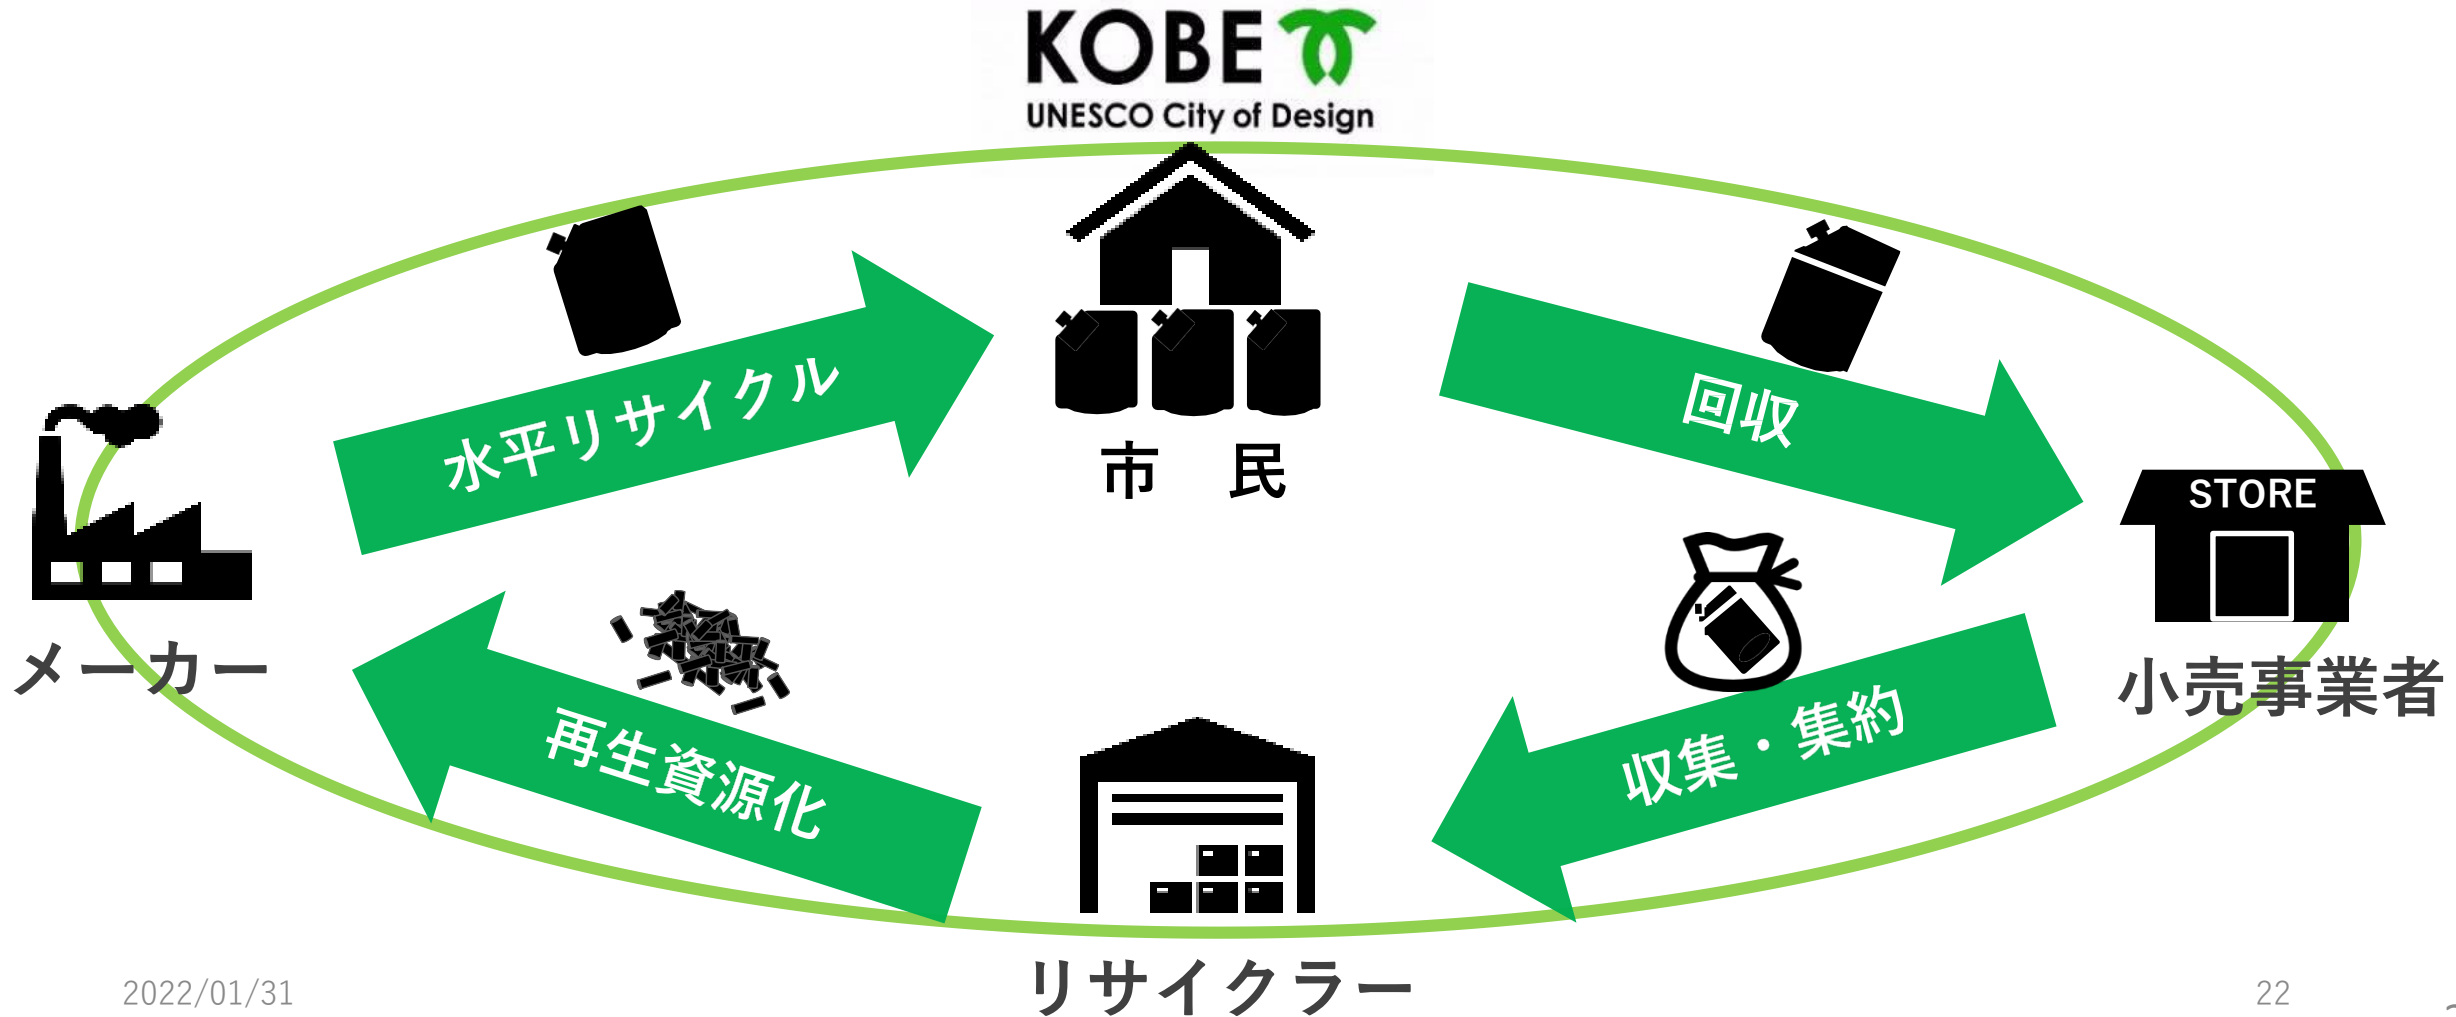 KOBE
UNESCO City of Design
水平リサイクル
回収
市 民
STORE
メーカー
小売事業者
再生資源化
収集・集約
リサイクラー
2022/01/31
22